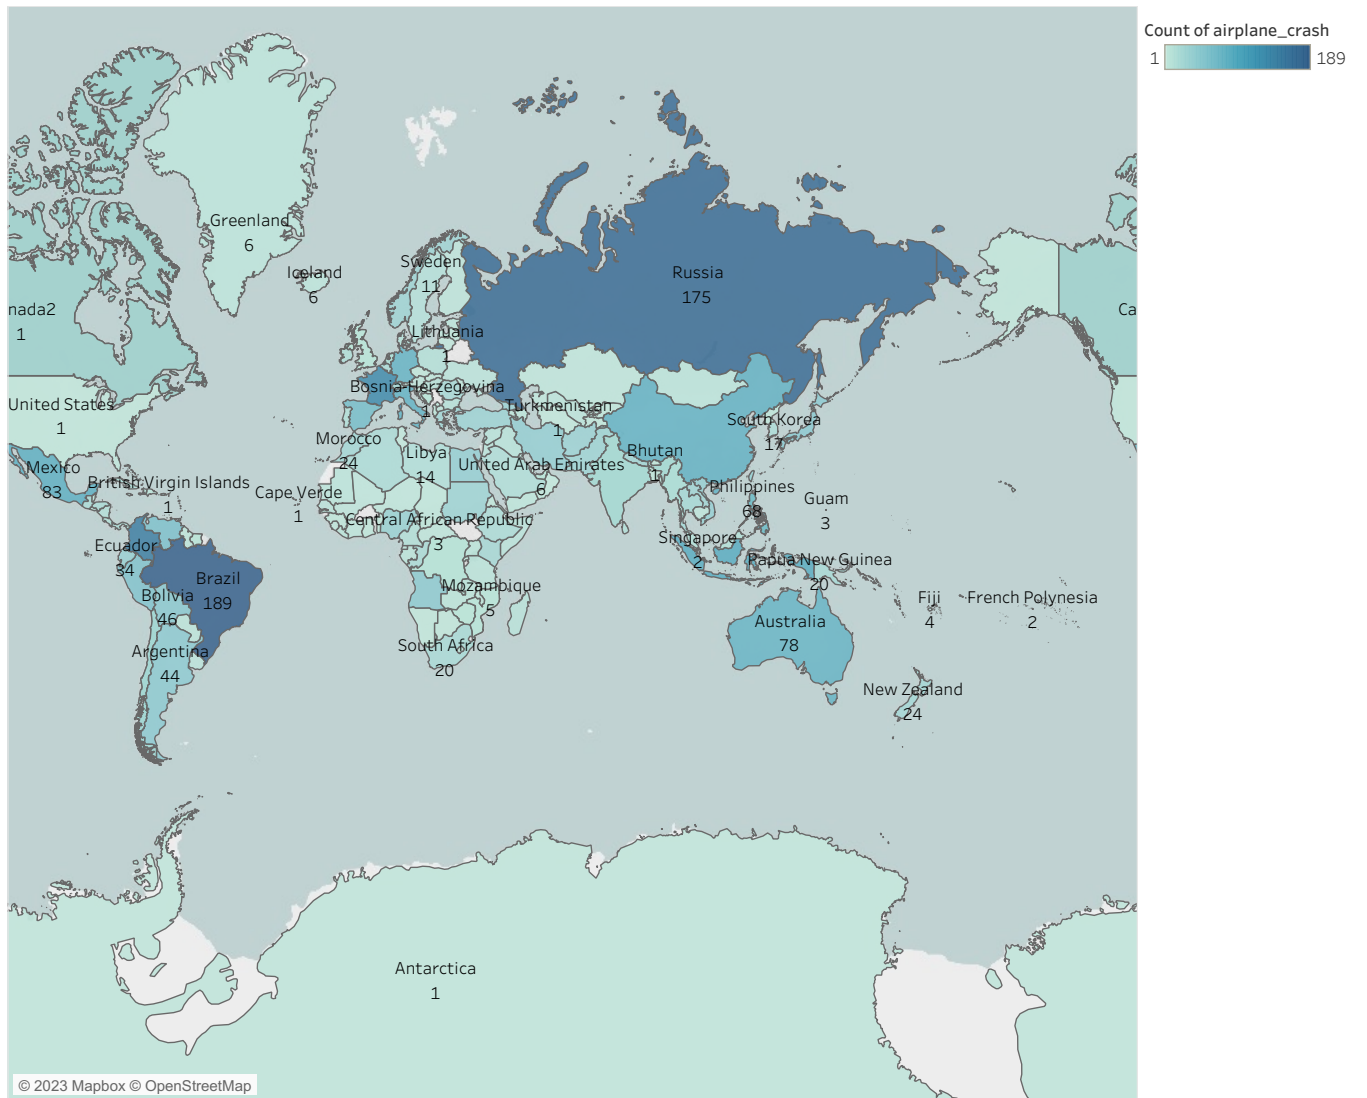 Count of airplane_crash
1 189
Greenland
6
Iceland
6
Sweden
11
Russia
175
nada2
1
Ca
Lithuania
1
Bosnia-Herzegovina
1
United States
1
Turkmenistan
1
South Korea
17
Morocco
24
Libya
14
Bhutan
1
United Arab Emirates
6
Mexico
83
British Virgin Islands
1
Cape Verde
1
Philippines
68
Guam
3
Central African Republic
3
Singapore
2
Ecuador
34
Papua New Guinea
20
Brazil
189
Mozambique
5
Bolivia
46
Fiji
4
French Polynesia
2
Australia
78
South Africa
20
Argentina
44
New Zealand
24
Antarctica
1
© 2023 Mapbox © OpenStreetMap